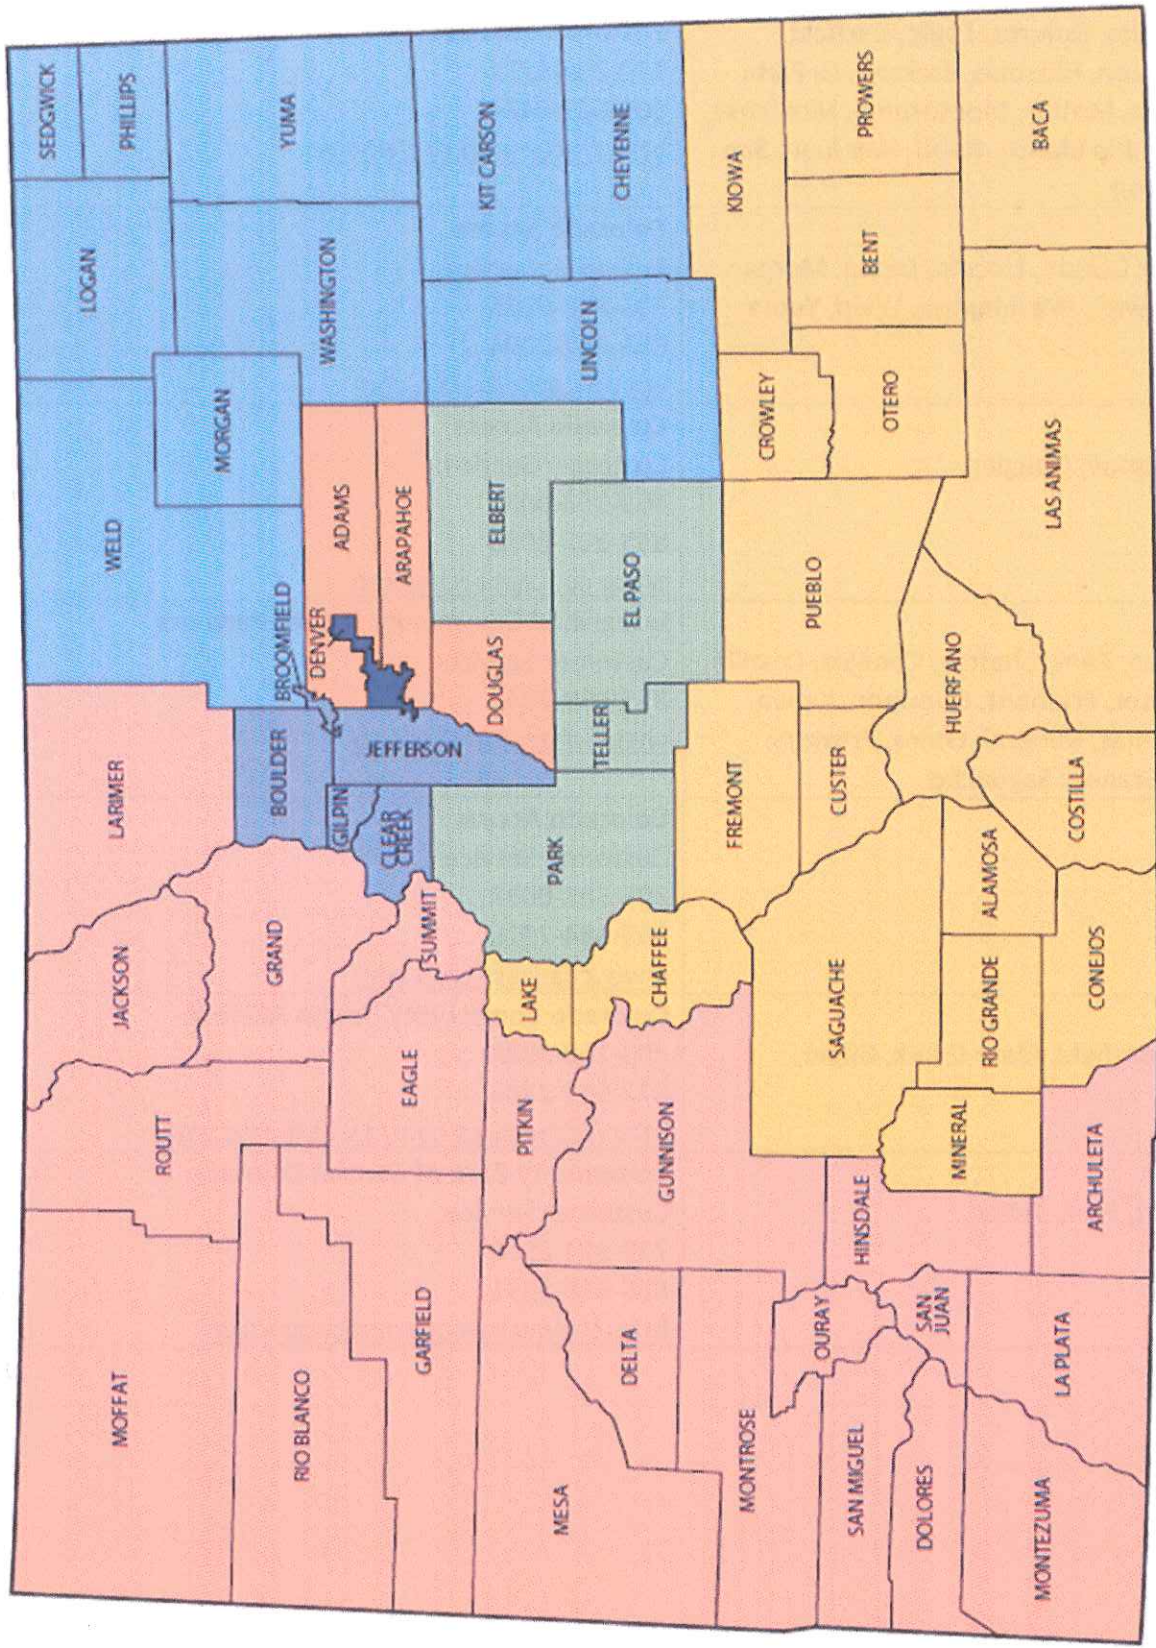 MOFFAT
ROUTT
JACKSON
LARIMER
WELD
LOGAN
SEDGWICK
PHILLIPS
MORGAN
RIO BLANCO
GRAND
BOULDER
BROOMFIELD
WASHINGTON
YUMA
GARFIELD
EAGLE
SUMMIT
GILPIN
CLEAR
CREEK
JEFFERSON
DENVER
ADAMS
ARAPAHOE
MESA
PITKIN
LAKE
PARK
DOUGLAS
ELBERT
KIT CARSON
DELTA
GUNNISON
CHAFFEE
TELLER
EL PASO
LINCOLN
CHEYENNE
MONTROSE
FREMONT
PUEBLO
CROWLEY
KIOWA
OURAY
HINSDALE
SAGUACHE
CUSTER
OTERO
BENT
PROWERS
SAN MIGUEL
SAN
JUAN
DOLORES
MINERAL
RIO GRANDE
ALAMOSA
HUERFANO
LAS ANIMAS
BACA
MONTEZUMA
LA PLATA
ARCHULETA
CONEJOS
COSTILLA